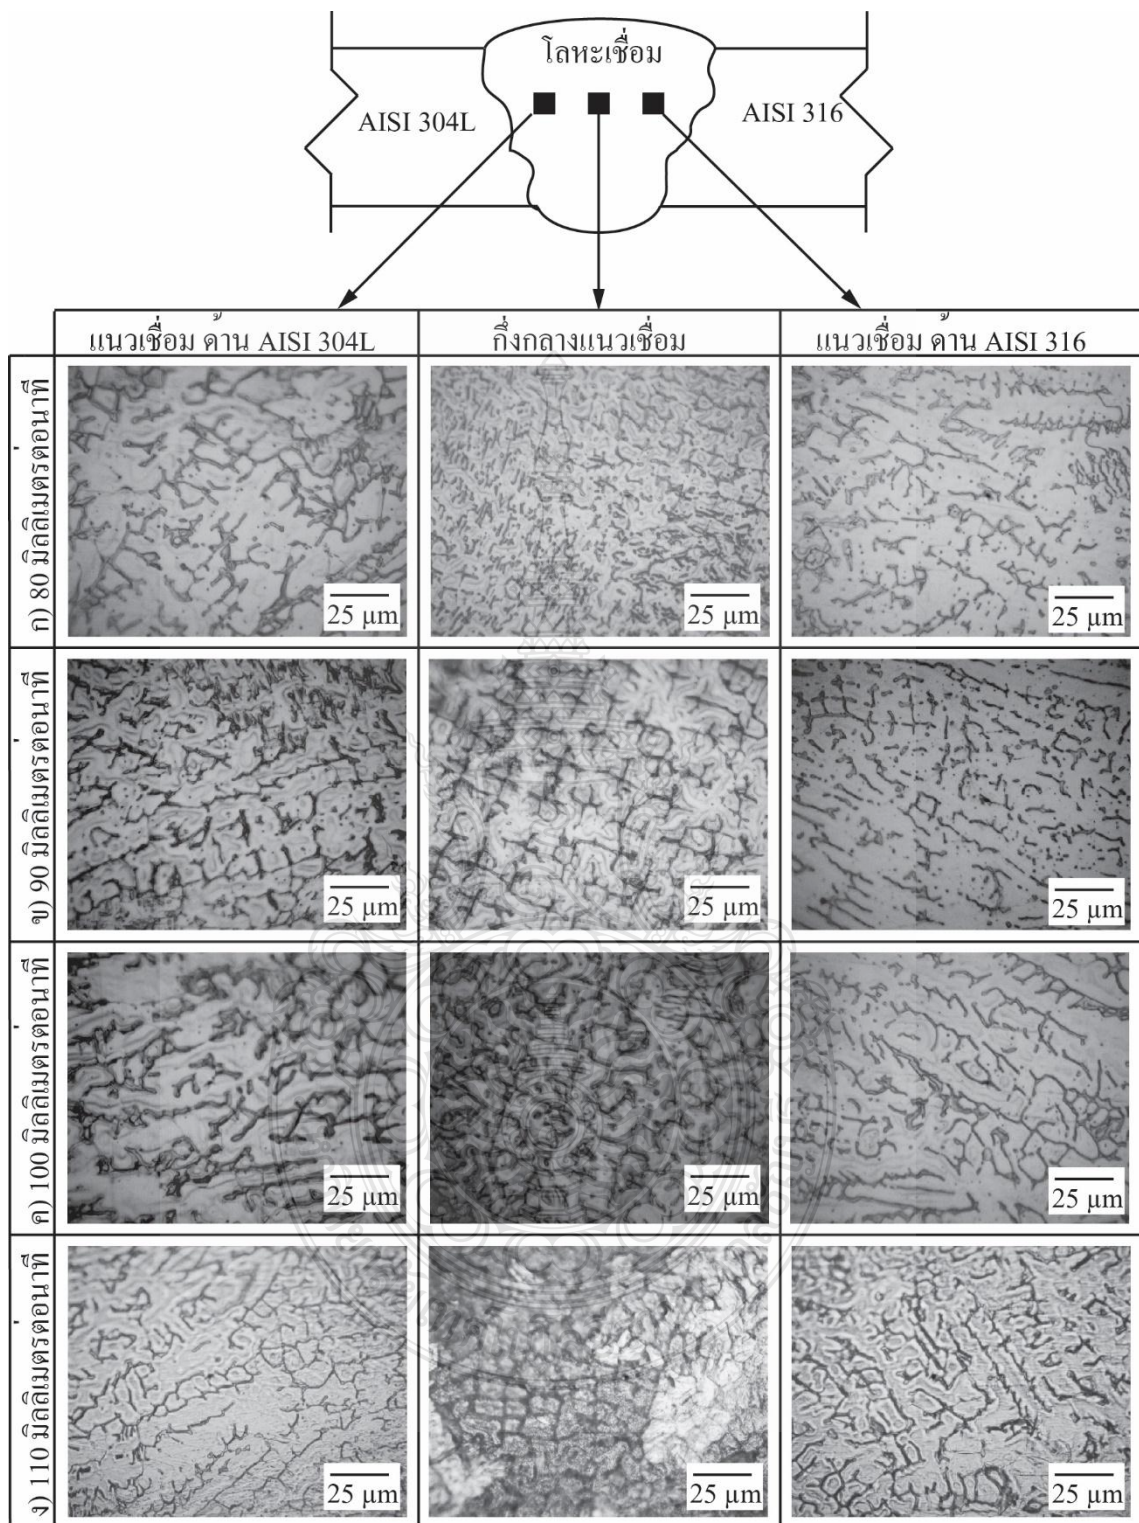 โลหะเชื่อม
AISI 304L
AISI 316
แนวเชื่อม ด้าน AISI 304L
กึ่งกลางแนวเชื่อม
แนวเชื่อม ด้าน AISI 316
ก) 80 มิลลิเมตรต่อนาที
25 µm
25 µm
25 µm
ข) 90 มิลลิเมตรต่อนาที
25 µm
25 µm
25 µm
ค) 100 มิลลิเมตรต่อนาที
25 µm
25 µm
25 µm
ง) 110 มิลลิเมตรต่อนาที
25 µm
25 µm
25 µm